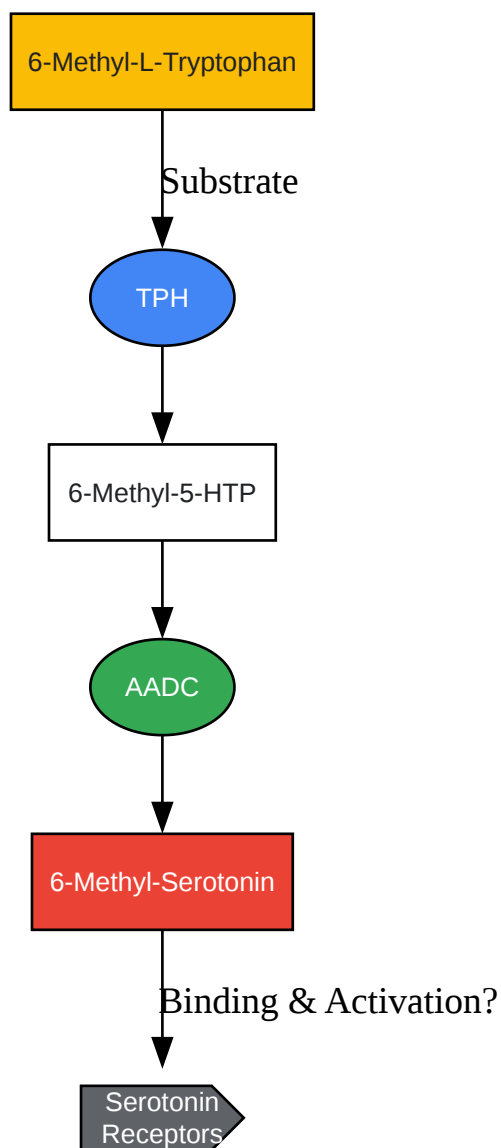 6-Methyl-L-Tryptophan
Substrate
TPH
6-Methyl-5-HTP
AADC
6-Methyl-Serotonin
Binding & Activation?
Serotonin
Receptors